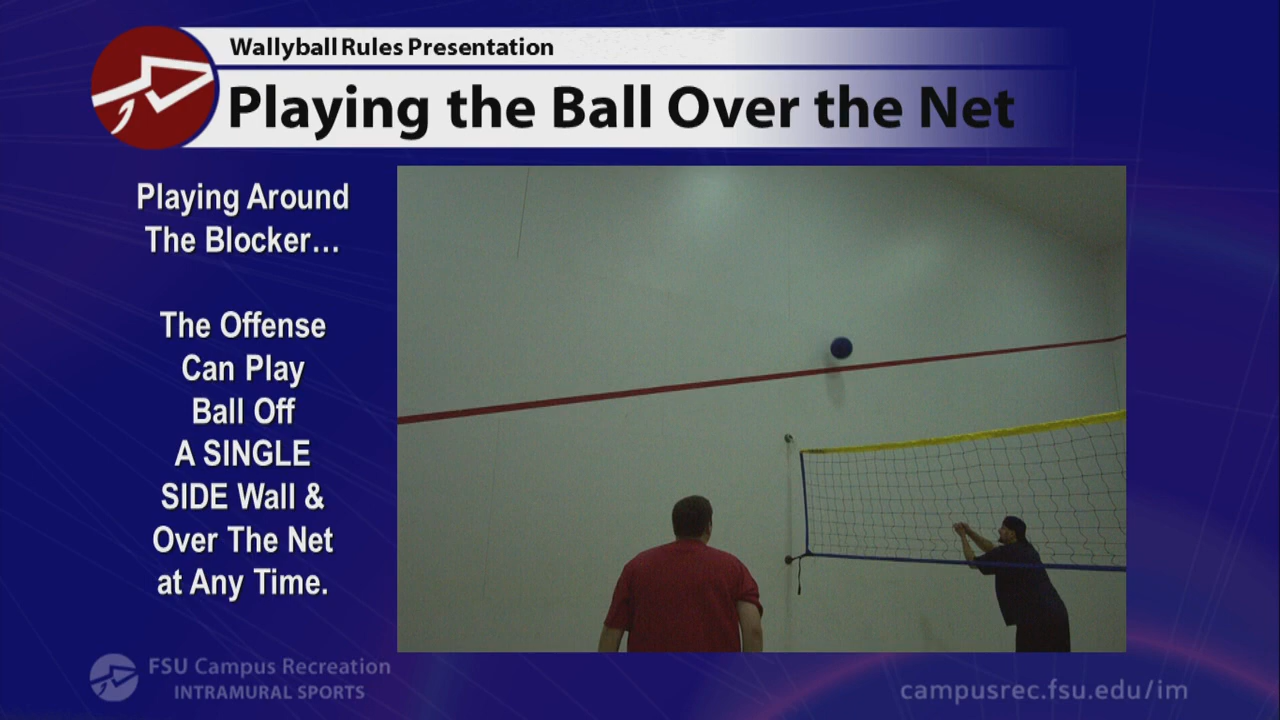 Wallyball Rules Presentation
Playing the Ball Over the Net
Playing Around
The Blocker...
The Offense
Can Play
Ball Off
A SINGLE
SIDE Wall &
Over The Net
at Any Time.
FSU Campus Recreation
INTRAMURAL SPORTS
campusrec.fsu.edu/im